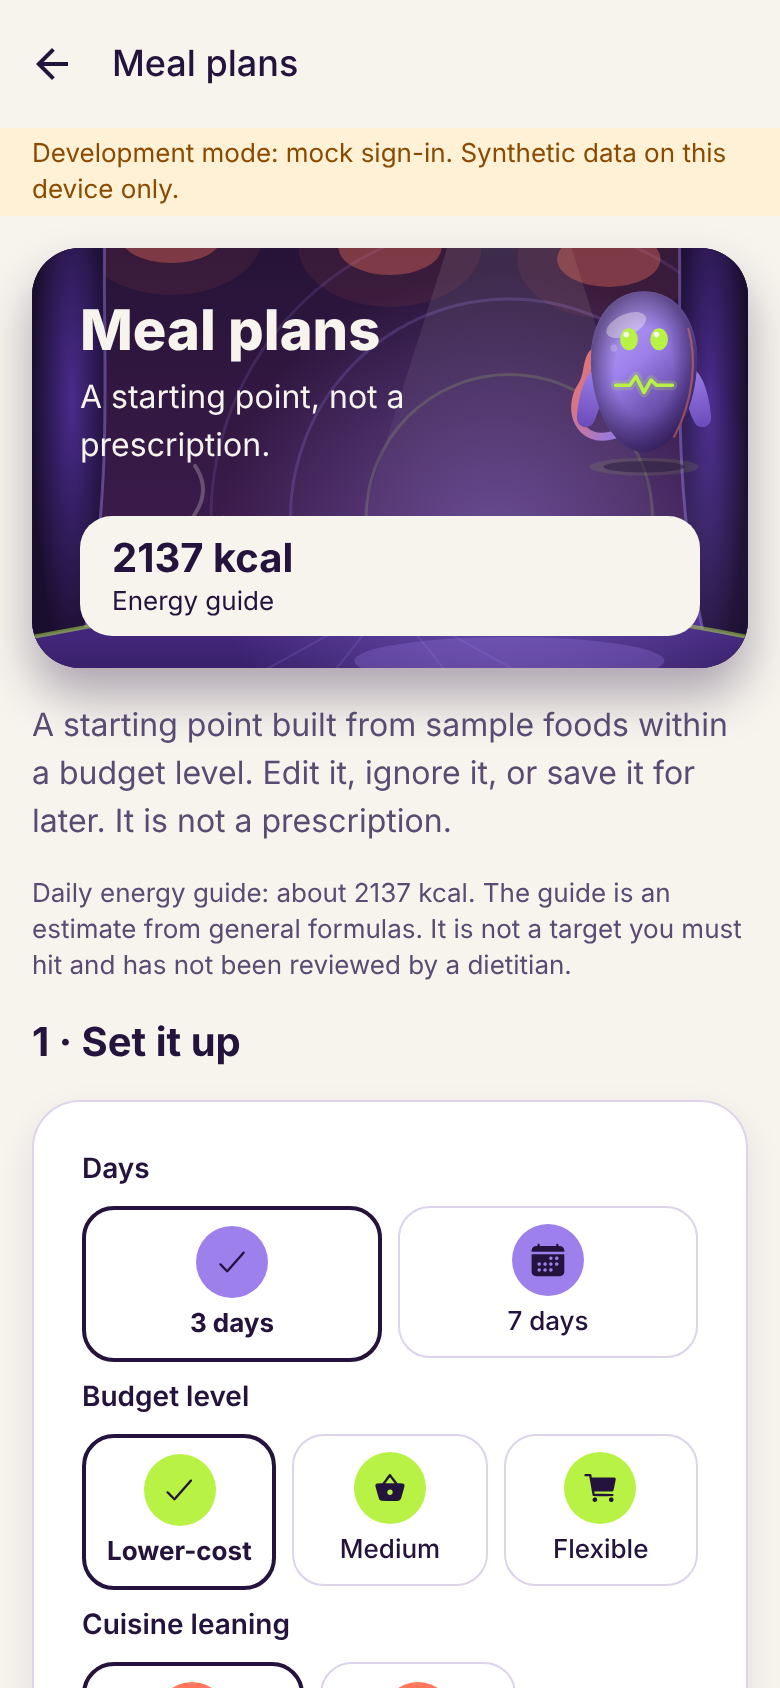 Meal plans
Development mode: mock sign-in. Synthetic data on this
device only.
Meal plans
A starting point, not a
prescription.
2137 kcal
Energy guide
A starting point built from sample foods within
a budget level. Edit it, ignore it, or save it for
later. It is not a prescription.
Daily energy guide: about 2137 kcal. The guide is an
estimate from general formulas. It is not a target you must
hit and has not been reviewed by a dietitian.
1 · Set it up
Days
3 days
7 days
Budget level
Lower-cost
Medium
Flexible
Cuisine leaning